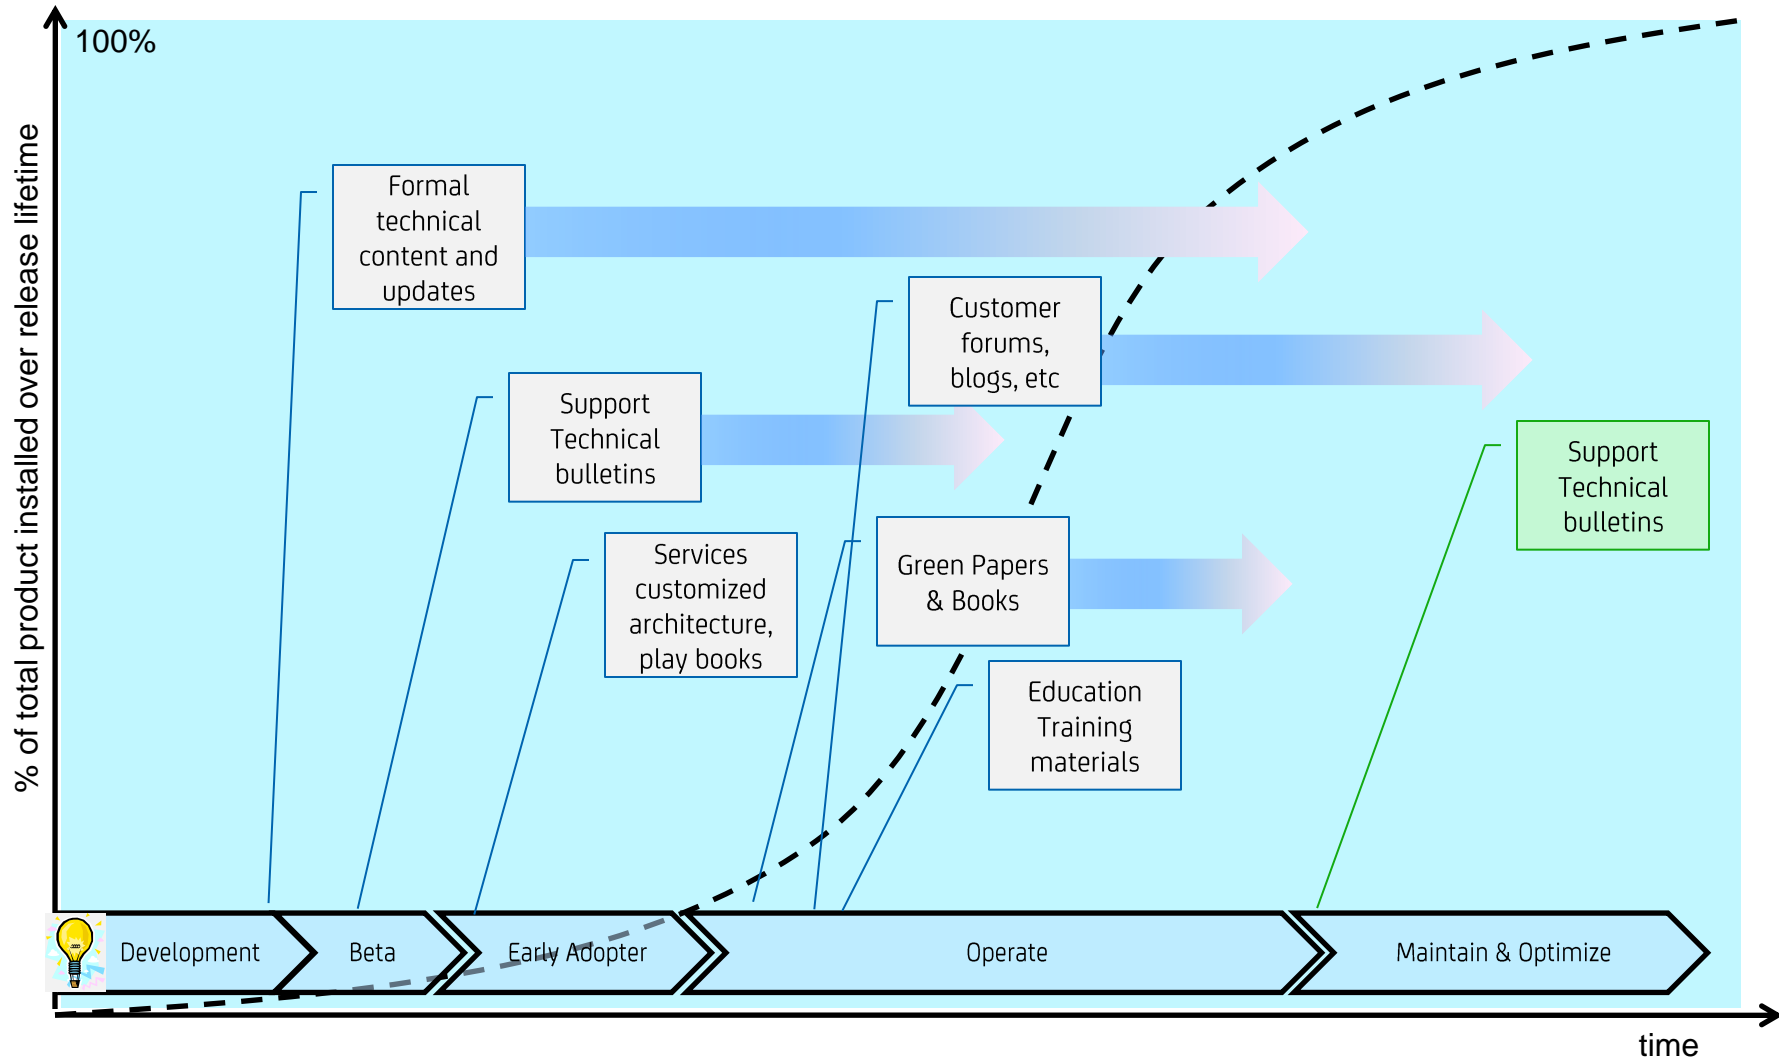 100%
% of total product installed over release lifetime
Formal
technical
content and
updates
Customer
forums,
blogs, etc
Support
Technical
bulletins
Support
Technical
bulletins
Services
customized
architecture,
play books
Green Papers
& Books
Education
Training
materials
Development
Beta
Early Adopter
Operate
Maintain & Optimize
time